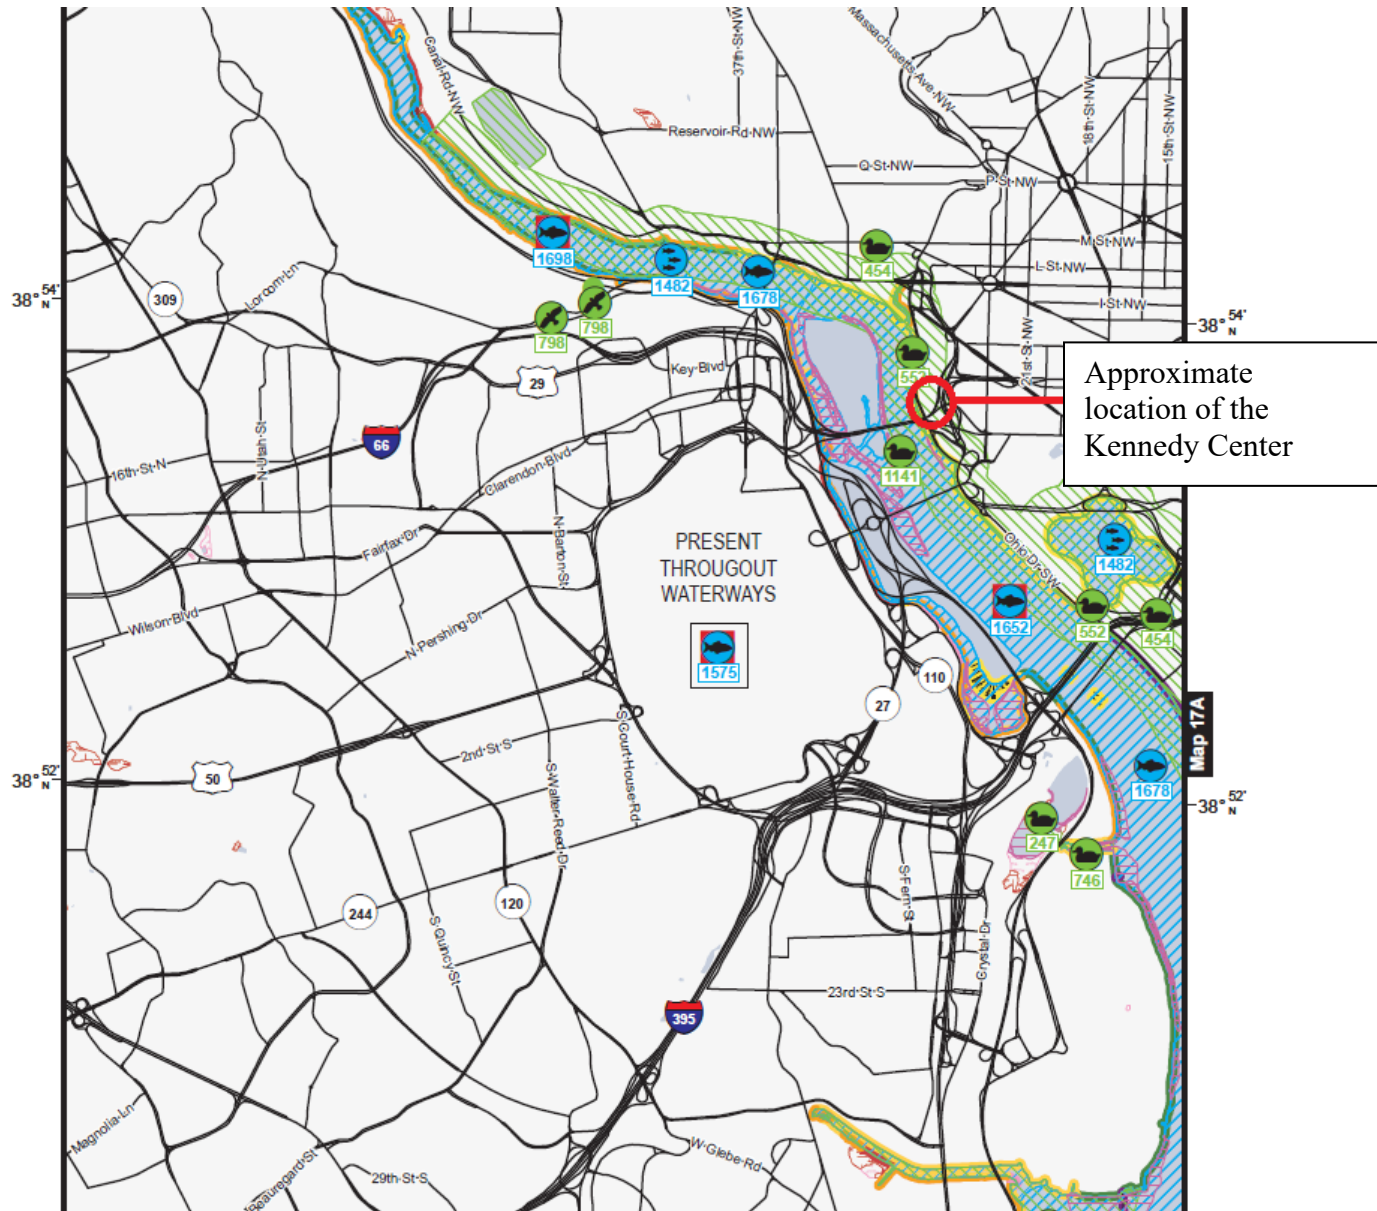 Canal-Rd-NW
37th-St-NW
Massachusetts-Ave-NW
18th-St-NW
15th-St-NW
Reservoir-Rd-NW
Q-St-NW
P-St-NW
M-St-NW
L-St-NW
I-St-NW
21st-St-NW
1698
1482
1678
454
38° 54'
N
309
Lorcom-Ln
798
798
38° 54'
N
29
Key-Blvd
552
Approximate
location of the
Kennedy Center
66
16th-St-N
N-Utah-St
Clarendon-Blvd
1141
N-Barton-St
Fairfax-Dr
PRESENT
THROUGOUT
WATERWAYS
Ohio-Dr-SW
1482
Wilson-Blvd
N-Pershing-Dr
1575
1652
552
454
110
27
Map 17A
S-Court-House-Rd
2nd-St-S
50
38° 52'
N
S-Walter-Reed-Dr
1678
38° 52'
N
247
746
244
120
S-Quincy-St
S-Fern-St
Crystal-Dr
23rd-St-S
395
Magnolia-Ln
Beauregard-St
29th-St-S
W-Glebe-Rd